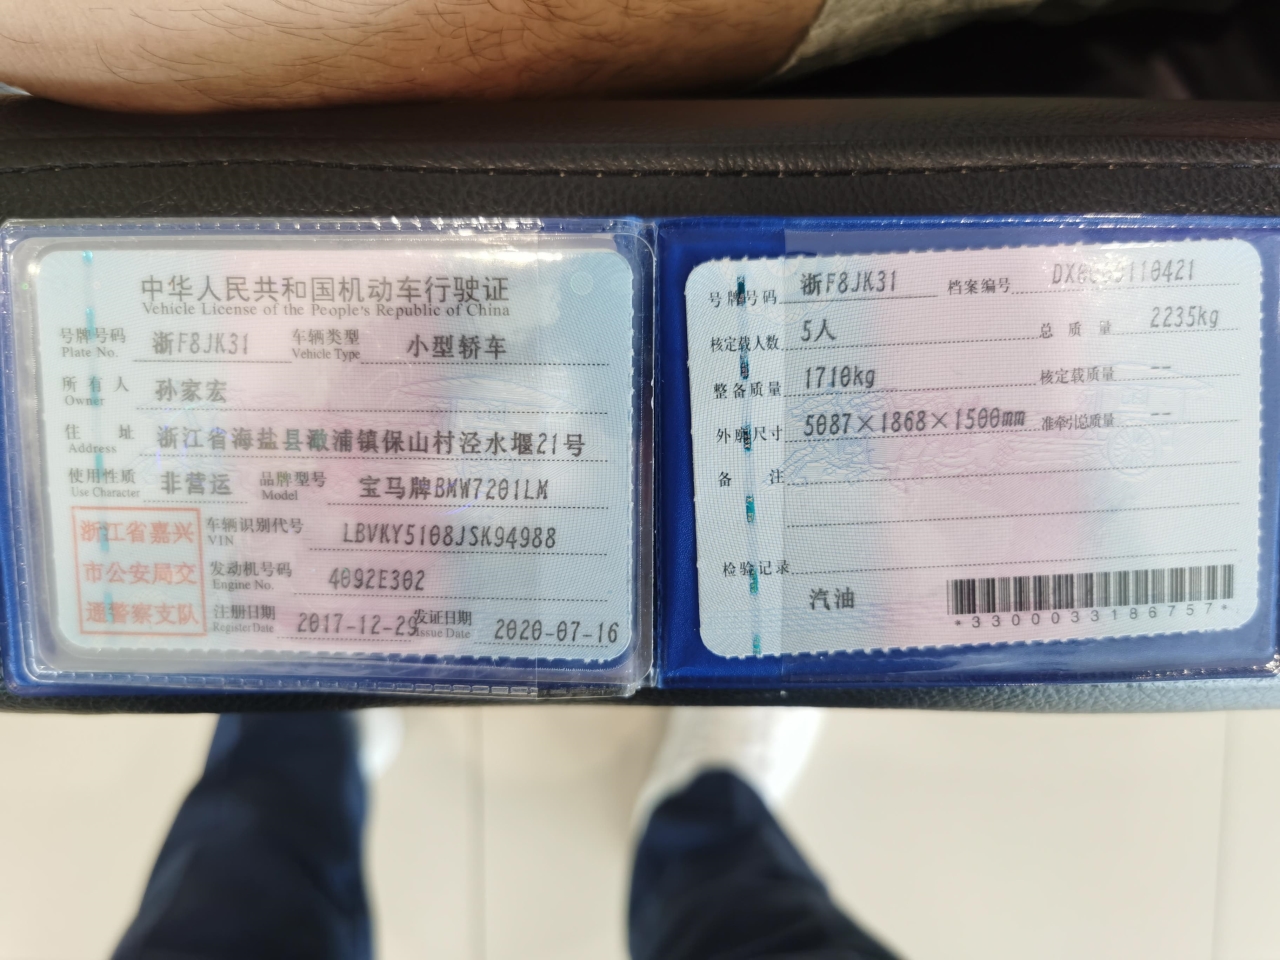 中华人民共和国机动车行驶证
Vehicle License of the People's Republic of China
号牌号码 浙F8JK31 车辆类型 小型轿车
Plate No. Vehicle Type
所有人 孙家宏
Owner
住址 浙江省海盐县澉浦镇保山村泾水堰21号
Address
使用性质 非营运 品牌型号 宝马牌BMW7201LM
Use Character Model
浙江省嘉兴
市公安局交
通警察支队
车辆识别代号 LBVKY5108JSK94988
VIN
发动机号码 4092E302
Engine No.
注册日期 2017-12-29 发证日期 2020-07-16
Register Date Issue Date
号牌号码 浙F8JK31 档案编号
核定载人数 5人 总质量 2235kg
整备质量 1710kg 核定载质量 --
外廓尺寸 5087×1868×1500mm 准牵引总质量 --
备注
检验记录
汽油
*3300033186757*